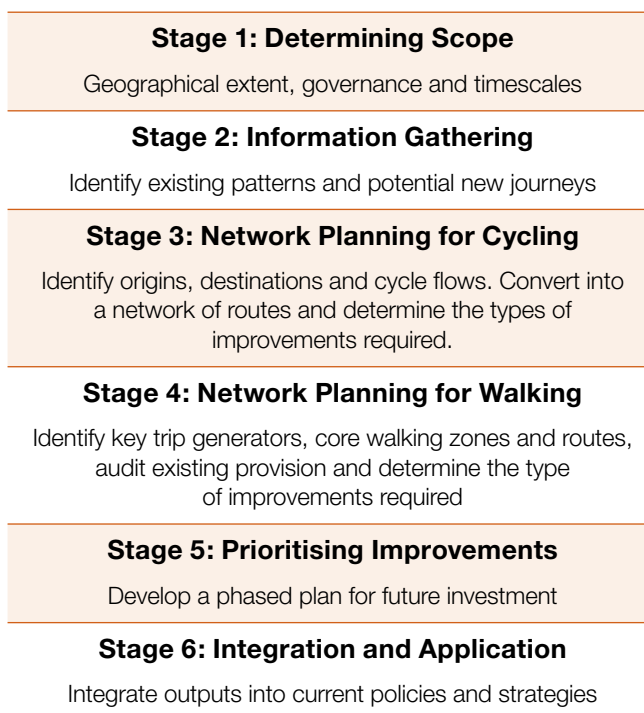 Stage 1: Determining Scope
Geographical extent, governance and timescales
Stage 2: Information Gathering
Identify existing patterns and potential new journeys
Stage 3: Network Planning for Cycling
Identify origins, destinations and cycle flows. Convert into
a network of routes and determine the types of
improvements required.
Stage 4: Network Planning for Walking
Identify key trip generators, core walking zones and routes,
audit existing provision and determine the type
of improvements required
Stage 5: Prioritising Improvements
Develop a phased plan for future investment
Stage 6: Integration and Application
Integrate outputs into current policies and strategies